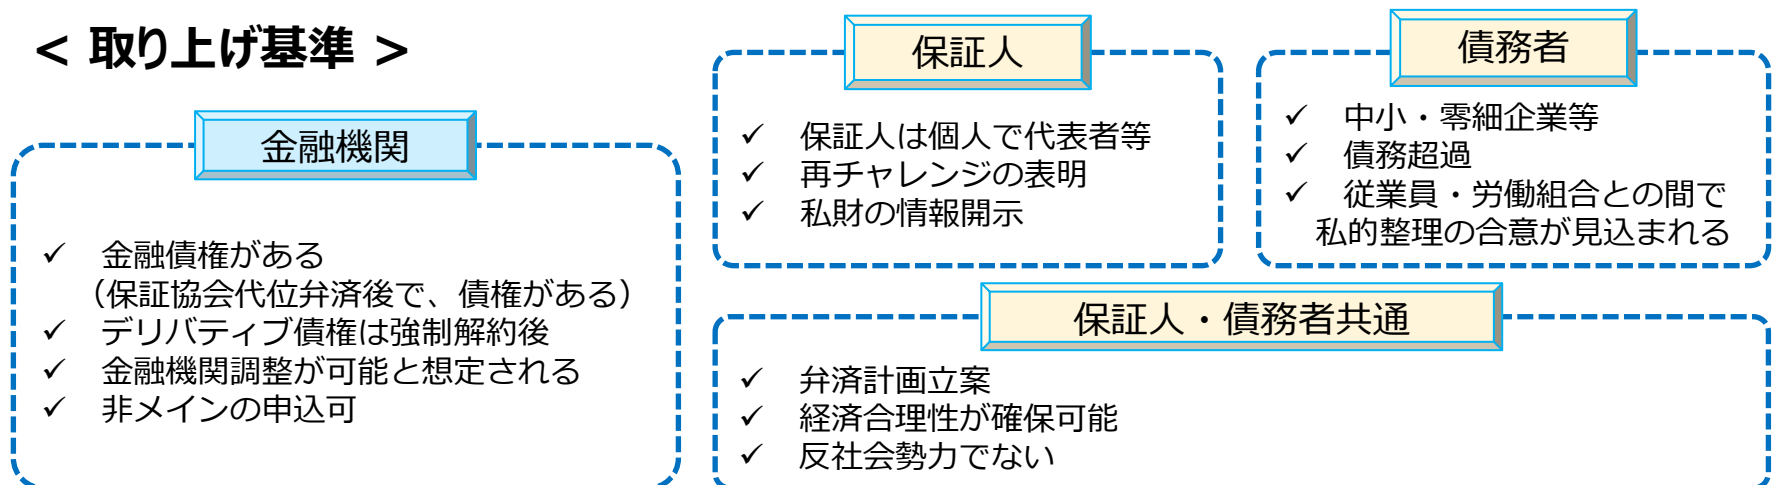 ＜ 取り上げ基準 ＞
金融機関
✓ 金融債権がある
（保証協会代位弁済後で、債権がある）
✓ デリバティブ債権は強制解約後
✓ 金融機関調整が可能と想定される
✓ 非メインの申込可
保証人
✓ 保証人は個人で代表者等
✓ 再チャレンジの表明
✓ 私財の情報開示
債務者
✓ 中小・零細企業等
✓ 債務超過
✓ 従業員・労働組合との間で
私的整理の合意が見込まれる
保証人・債務者共通
✓ 弁済計画立案
✓ 経済合理性が確保可能
✓ 反社会勢力でない